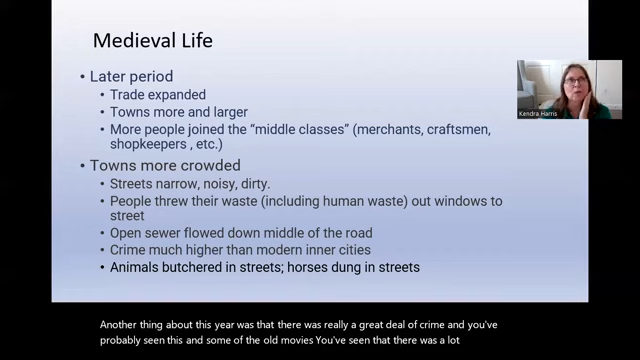 Medieval Life
• Later period
• Trade expanded
• Towns more and larger
• More people joined the “middle classes” (merchants, craftsmen,
shopkeepers , etc.)
• Towns more crowded
• Streets narrow, noisy, dirty.
• People threw their waste (including human waste) out windows to
street
• Open sewer flowed down middle of the road
• Crime much higher than modern inner cities
• Animals butchered in streets; horses dung in streets
Kendra Harris
Another thing about this year was that there was really a great deal of crime and you've
probably seen this and some of the old movies You've seen that there was a lot